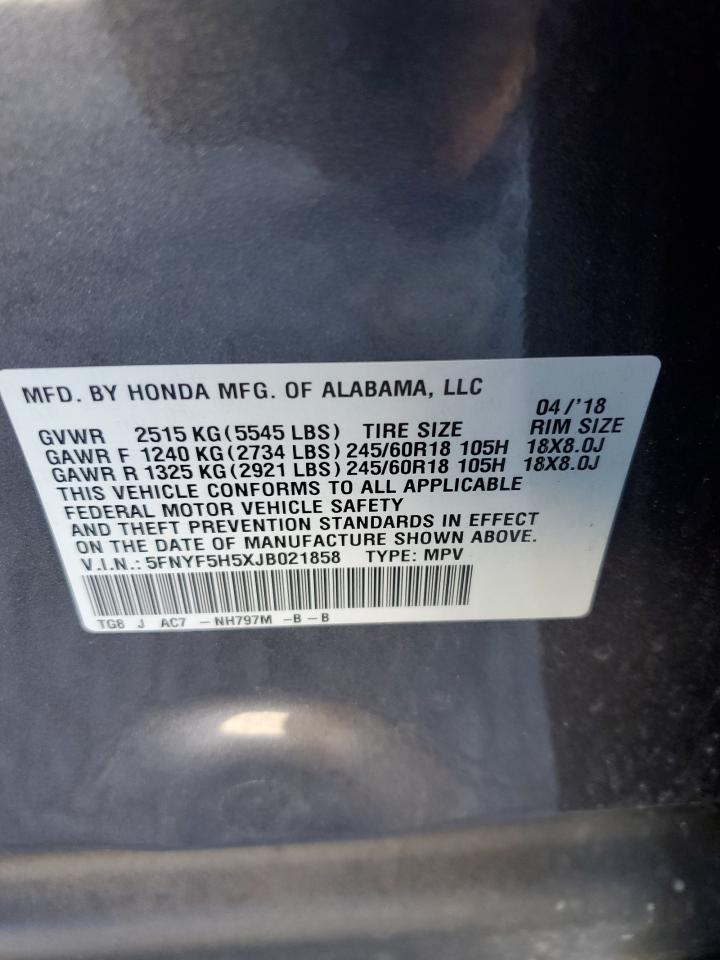 MFD. BY HONDA MFG. OF ALABAMA, LLC
04/'18
GVWR 2515 KG (5545 LBS) TIRE SIZE RIM SIZE
GAWR F 1240 KG (2734 LBS) 245/60R18 105H 18X8.0J
GAWR R 1325 KG (2921 LBS) 245/60R18 105H 18X8.0J
THIS VEHICLE CONFORMS TO ALL APPLICABLE
FEDERAL MOTOR VEHICLE SAFETY
AND THEFT PREVENTION STANDARDS IN EFFECT
ON THE DATE OF MANUFACTURE SHOWN ABOVE.
V.I.N.: 5FNYF5H5XJB021858 TYPE: MPV
TG8 J AC7 - NH797M - B - B